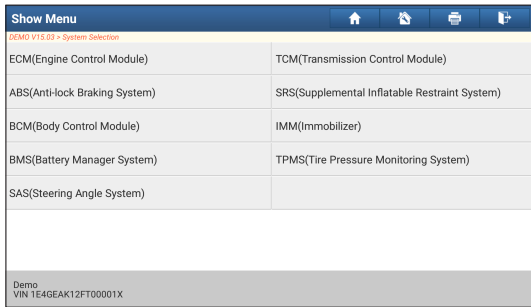 Show Menu
DEMO V15.03 > System Selection
ECM(Engine Control Module)
TCM(Transmission Control Module)
ABS(Anti-lock Braking System)
SRS(Supplemental Inflatable Restraint System)
BCM(Body Control Module)
IMM(Immobilizer)
BMS(Battery Manager System)
TPMS(Tire Pressure Monitoring System)
SAS(Steering Angle System)
Demo
VIN 1E4GEAK12FT00001X